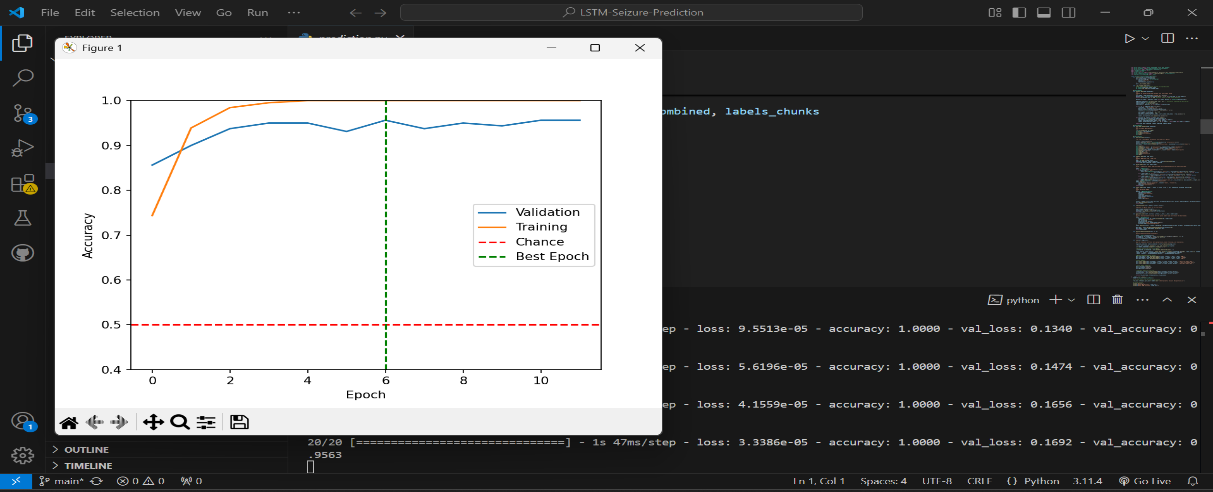 File Edit Selection View Go Run ··· LSTM-Seizure-Prediction
Figure 1
1.0
0.9
0.8
0.7
0.6
0.5
0.4
Accuracy
0 2 4 6 8 10
Epoch
Validation
Training
Chance
Best Epoch
ombined, labels_chunks
3
1
python
ep - loss: 9.5513e-05 - accuracy: 1.0000 - val_loss: 0.1340 - val_accuracy: 0
ep - loss: 5.6196e-05 - accuracy: 1.0000 - val_loss: 0.1474 - val_accuracy: 0
ep - loss: 4.1559e-05 - accuracy: 1.0000 - val_loss: 0.1656 - val_accuracy: 0
20/20 [==============================] - 1s 47ms/step - loss: 3.3386e-05 - accuracy: 1.0000 - val_loss: 0.1692 - val_accuracy: 0
.9563
OUTLINE
TIMELINE
main* 0 0 0 Ln 1, Col 1 Spaces: 4 UTF-8 CRLF {} Python 3.11.4 Go Live